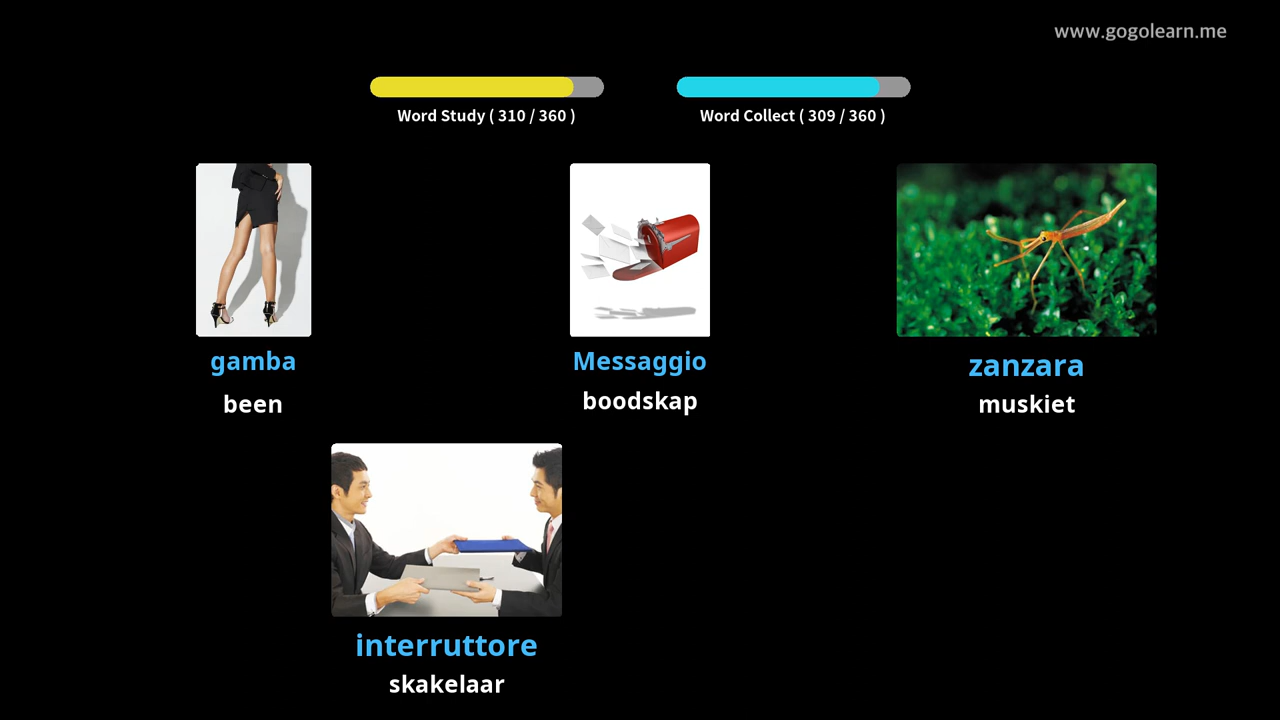 www.gogolearn.me
Word Study ( 310 / 360 )
Word Collect ( 309 / 360 )
gamba
been
Messaggio
boodskap
zanzara
muskiet
interruttore
skakelaar